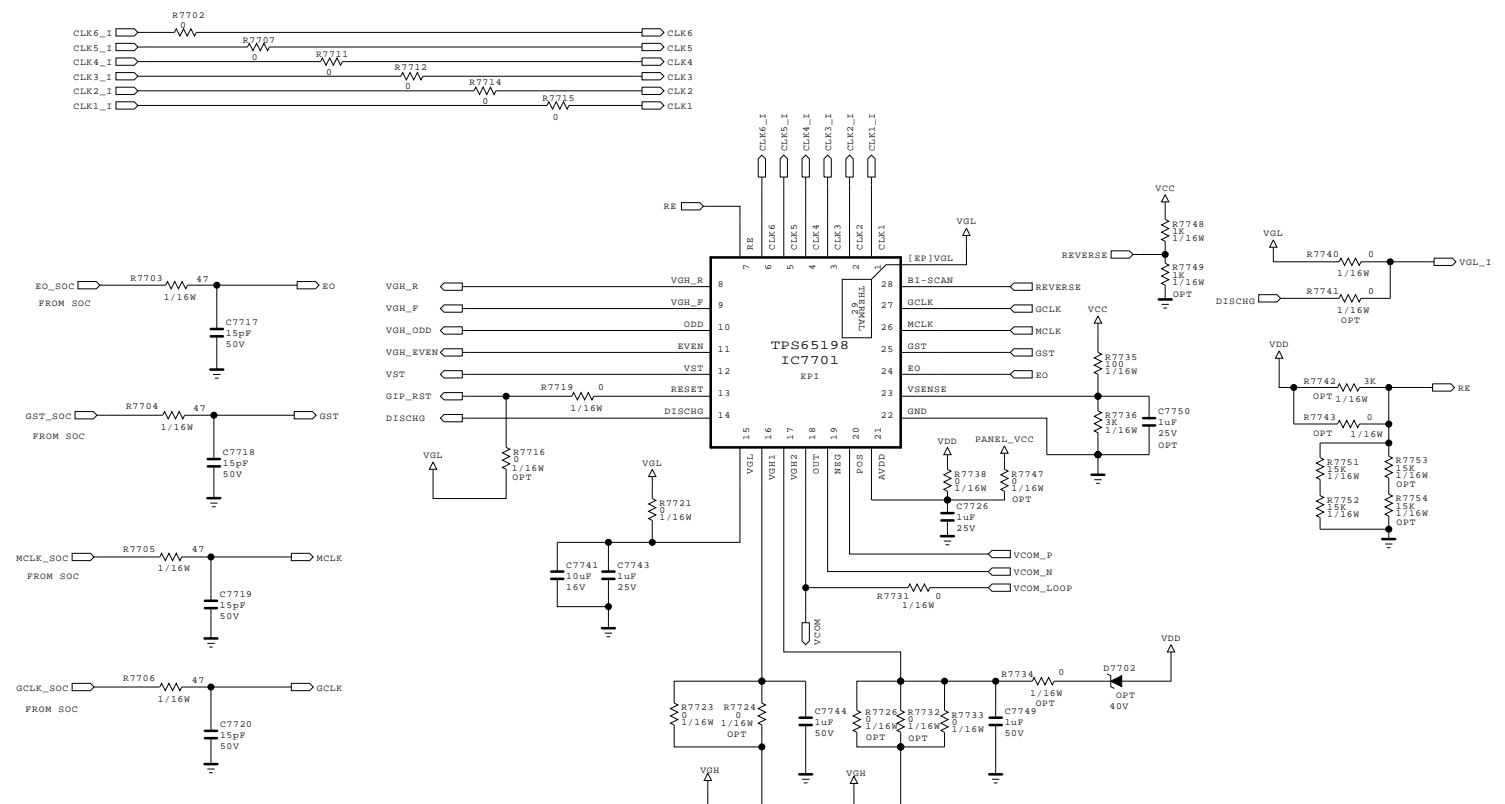 R7702
0
CLK6_I
CLK6
R7707
CLK5_I
CLK5
0
R7711
CLK4_I
CLK4
0
R7712
CLK3_I
CLK3
0
R7714
CLK2_I
CLK2
0
R7715
CLK1_I
CLK1
0
CLK6_I
CLK5_I
CLK4_I
CLK3_I
CLK2_I
CLK1_I
RE
RE
CLK6
CLK5
CLK4
CLK3
CLK2
CLK1
7
6
5
4
3
2
1
VGL
[EP]VGL
VCC
R7748
1K
1/16W
REVERSE
R7749
1K
1/16W
OPT
VGL
R7740
0
1/16W
VGL_I
DISCHG
R7741
0
1/16W
OPT
EO_SOC
R7703
47
1/16W
EO
FROM SOC
C7717
15pF
50V
GST_SOC
R7704
47
1/16W
GST
FROM SOC
C7718
15pF
50V
MCLK_SOC
R7705
47
1/16W
MCLK
FROM SOC
C7719
15pF
50V
GCLK_SOC
R7706
47
1/16W
GCLK
FROM SOC
C7720
15pF
50V
VGH_R
VGH_R
8
VGH_F
VGH_F
9
VGH_ODD
ODD
10
VGH_EVEN
EVEN
11
VST
VST
12
GIP_RST
R7719
0
1/16W
RESET
13
DISCHG
DISCHG
14
THERMAL
29
TPS65198
IC7701
EPI
28
BI-SCAN
REVERSE
27
GCLK
GCLK
26
MCLK
MCLK
25
GST
GST
24
EO
EO
23
VSENSE
22
GND
VCC
R7735
100
1/16W
R7736
3K
1/16W
C7750
1uF
25V
OPT
VDD
R7742
3K
OPT
1/16W
RE
R7743
0
OPT
1/16W
R7751
15K
1/16W
R7753
15K
1/16W
OPT
R7752
15K
1/16W
R7754
15K
1/16W
OPT
15
16
17
18
19
20
21
VGL
VGH1
VGH2
OUT
NEG
POS
AVDD
VGL
R7716
0
1/16W
OPT
VGL
R7721
0
1/16W
C7741
10uF
16V
C7743
1uF
25V
VDD
PANEL_VCC
R7738
0
1/16W
R7747
0
1/16W
OPT
C7726
1uF
25V
VCOM_P
VCOM_N
VCOM_LOOP
R7731
0
1/16W
VCOM
R7723
0
1/16W
R7724
0
1/16W
OPT
C7744
1uF
50V
R7726
0
1/16W
OPT
R7732
0
1/16W
OPT
R7733
0
1/16W
C7749
1uF
50V
R7734
0
1/16W
OPT
D7702
OPT
40V
VDD
VGH
VGH